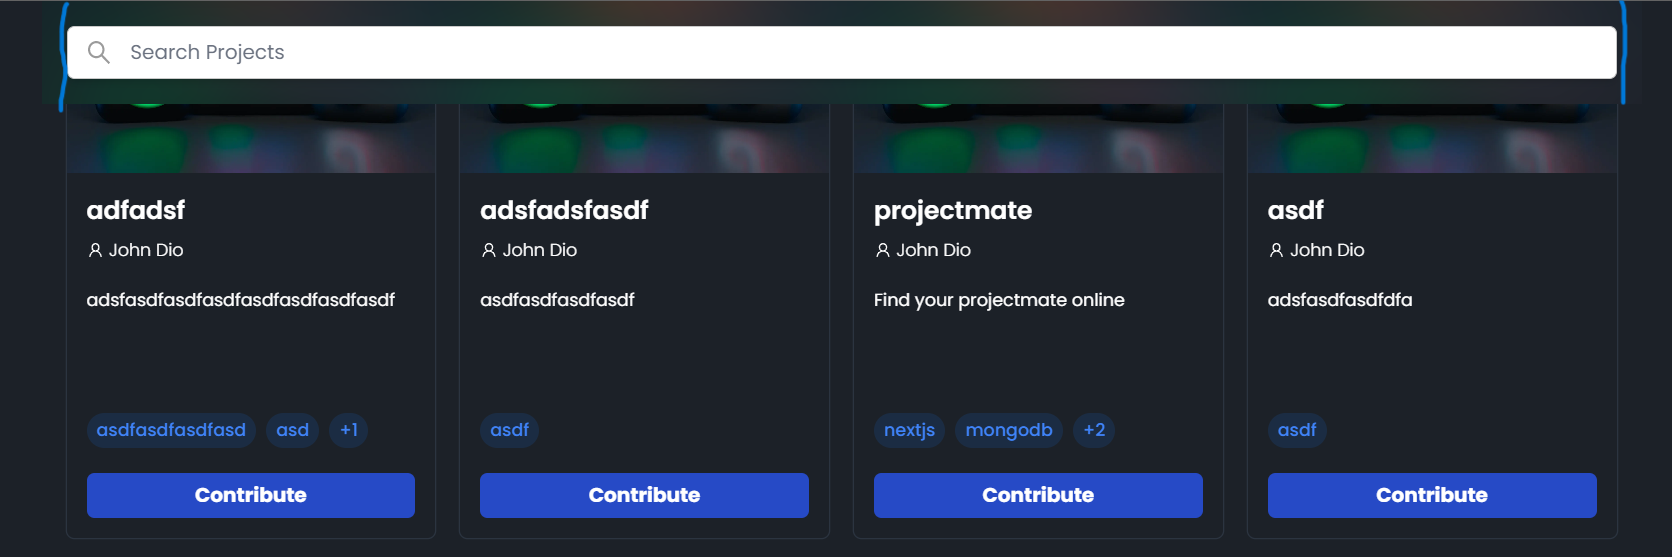 Search Projects
adfadsf
John Dio
adsfasdfasdfasdfasdfasdfasdfasdf
asdfasdfasdfasd asd +1
Contribute
adsfadsfasdf
John Dio
asdfasdfasdfasdf
asdf
Contribute
projectmate
John Dio
Find your projectmate online
nextjs mongodb +2
Contribute
asdf
John Dio
adsfasdfasdfdfa
asdf
Contribute